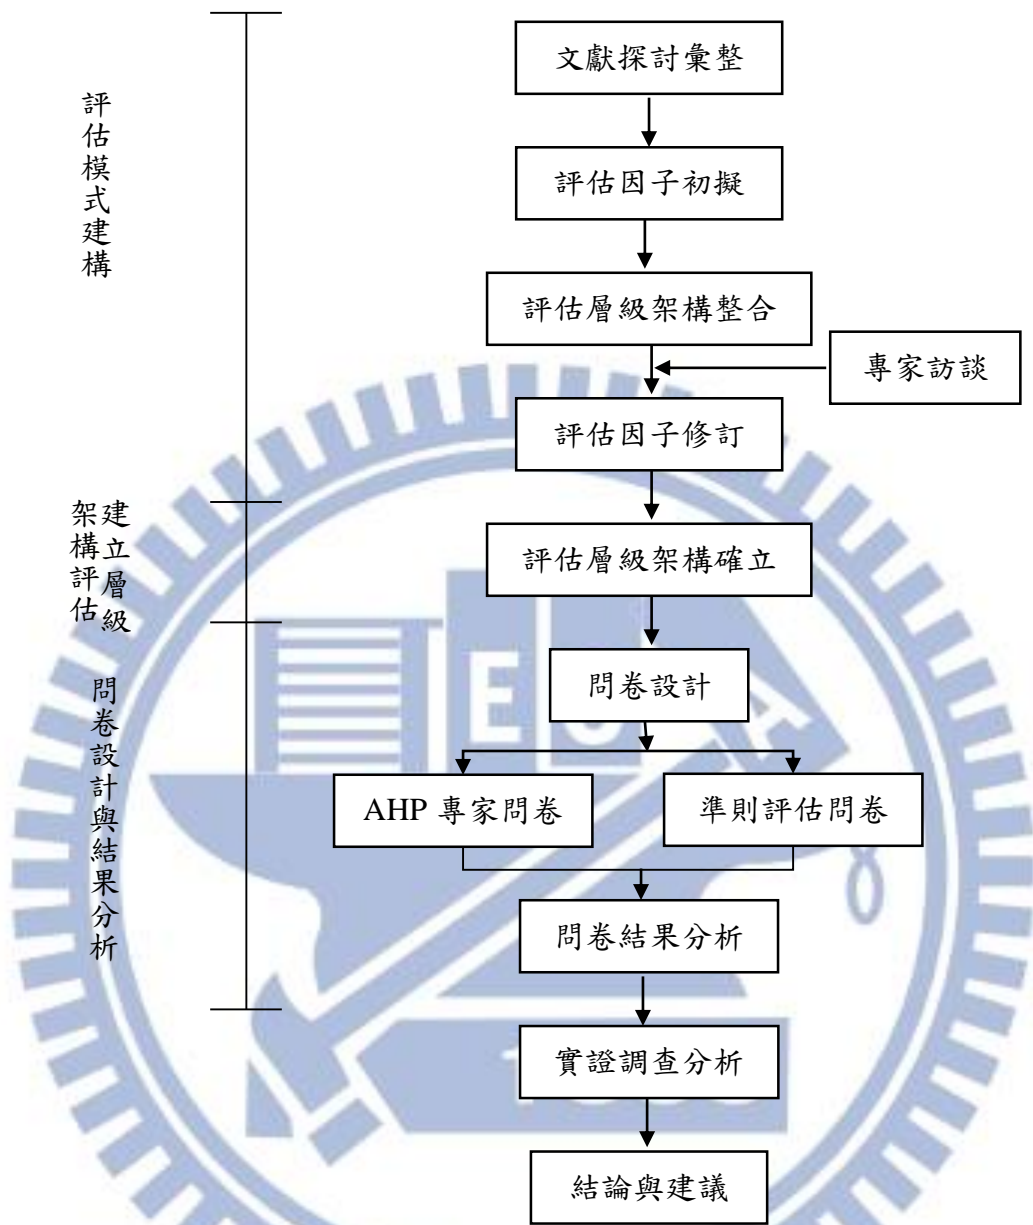 文獻探討彙整
評估模式建構
評估因子初擬
評估層級架構整合
專家訪談
評估因子修訂
建立層級
架構評估
評估層級架構確立
問卷設計
問卷設計與結果分析
AHP 專家問卷
準則評估問卷
問卷結果分析
實證調查分析
結論與建議